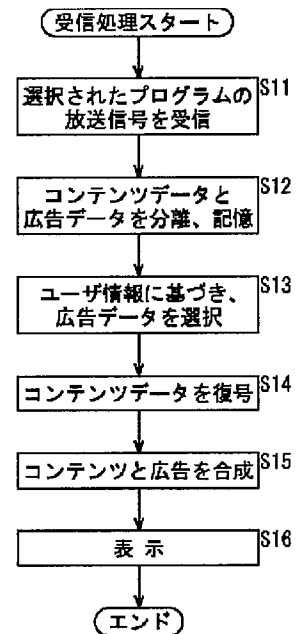 受信処理スタート
選択されたプログラムの
放送信号を受信
S11
コンテンツデータと
広告データを分離、記憶
S12
ユーザ情報に基づき、
広告データを選択
S13
コンテンツデータを復号
S14
コンテンツと広告を合成
S15
表 示
S16
エンド